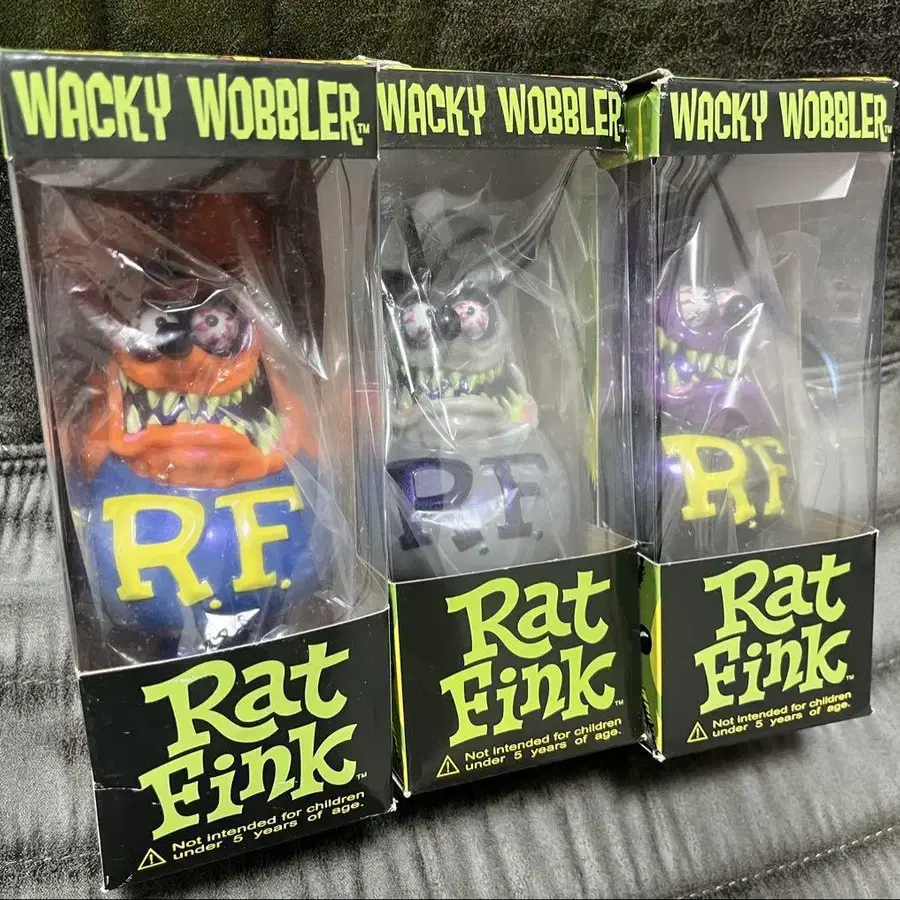 WACKY WOBBLER™
R.F.
Rat
Fink™
Not intended for children
under 5 years of age.
WACKY WOBBLER™
R.F.
Rat
Fink™
Not intended for children
under 5 years of age.
WACKY WOBBLER™
R.F
Rat
Fink™
Not intended for children
under 5 years of age.